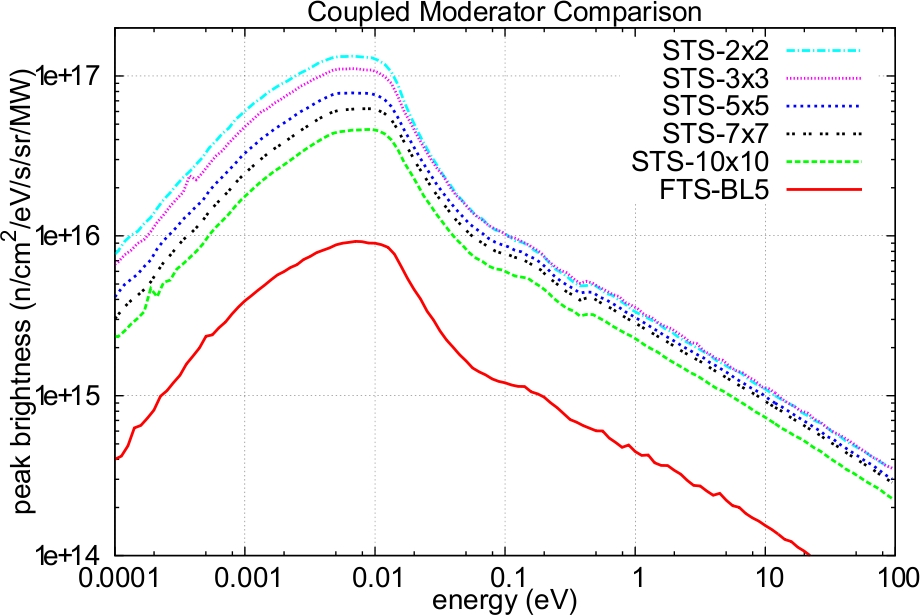 Coupled Moderator Comparison
STS-2x2
STS-3x3
STS-5x5
STS-7x7
STS-10x10
FTS-BL5
peak brightness (n/cm²/eV/s/sr/MW)
1e+17
1e+16
1e+15
1e+14
0.0001 0.001 0.01 0.1 1 10 100
energy (eV)